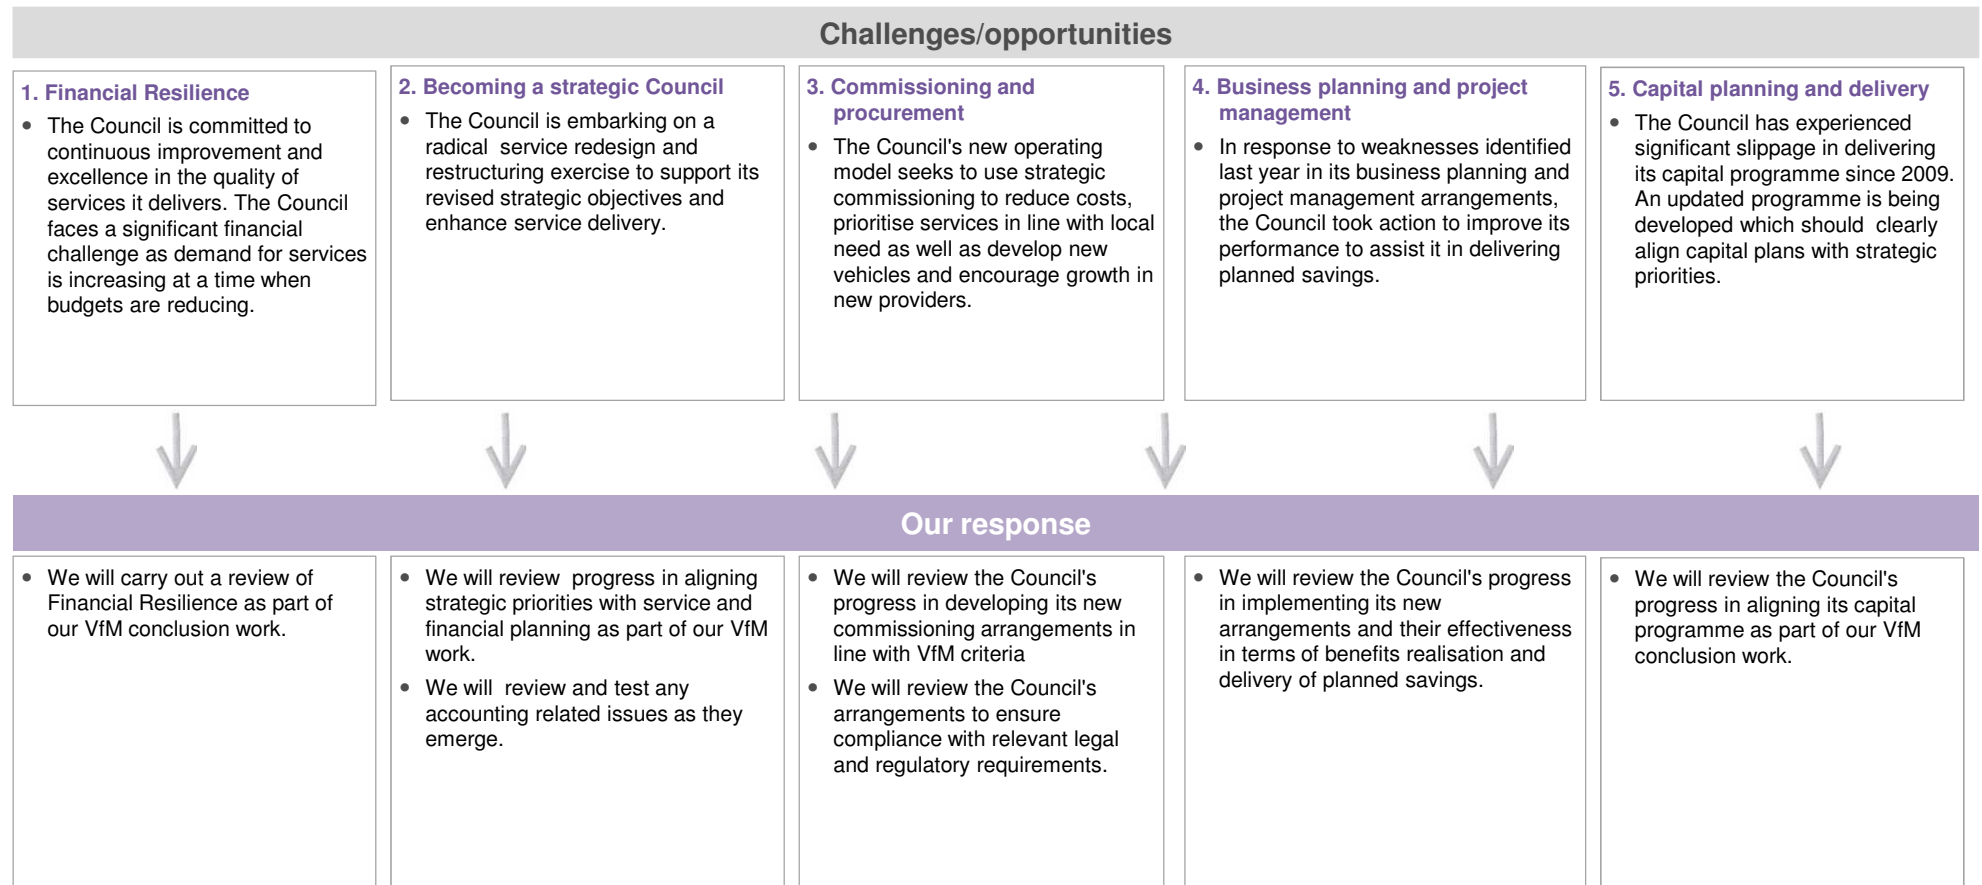 Challenges/opportunities
1. Financial Resilience
• The Council is committed to
continuous improvement and
excellence in the quality of
services it delivers. The Council
faces a significant financial
challenge as demand for services
is increasing at a time when
budgets are reducing.
2. Becoming a strategic Council
• The Council is embarking on a
radical service redesign and
restructuring exercise to support its
revised strategic objectives and
enhance service delivery.
3. Commissioning and
procurement
• The Council's new operating
model seeks to use strategic
commissioning to reduce costs,
prioritise services in line with local
need as well as develop new
vehicles and encourage growth in
new providers.
4. Business planning and project
management
• In response to weaknesses identified
last year in its business planning and
project management arrangements,
the Council took action to improve its
performance to assist it in delivering
planned savings.
5. Capital planning and delivery
• The Council has experienced
significant slippage in delivering
its capital programme since 2009.
An updated programme is being
developed which should clearly
align capital plans with strategic
priorities.
Our response
• We will carry out a review of
Financial Resilience as part of
our VfM conclusion work.
• We will review progress in aligning
strategic priorities with service and
financial planning as part of our VfM
work.
• We will review and test any
accounting related issues as they
emerge.
• We will review the Council's
progress in developing its new
commissioning arrangements in
line with VfM criteria
• We will review the Council's
arrangements to ensure
compliance with relevant legal
and regulatory requirements.
• We will review the Council's progress
in implementing its new
arrangements and their effectiveness
in terms of benefits realisation and
delivery of planned savings.
• We will review the Council's
progress in aligning its capital
programme as part of our VfM
conclusion work.